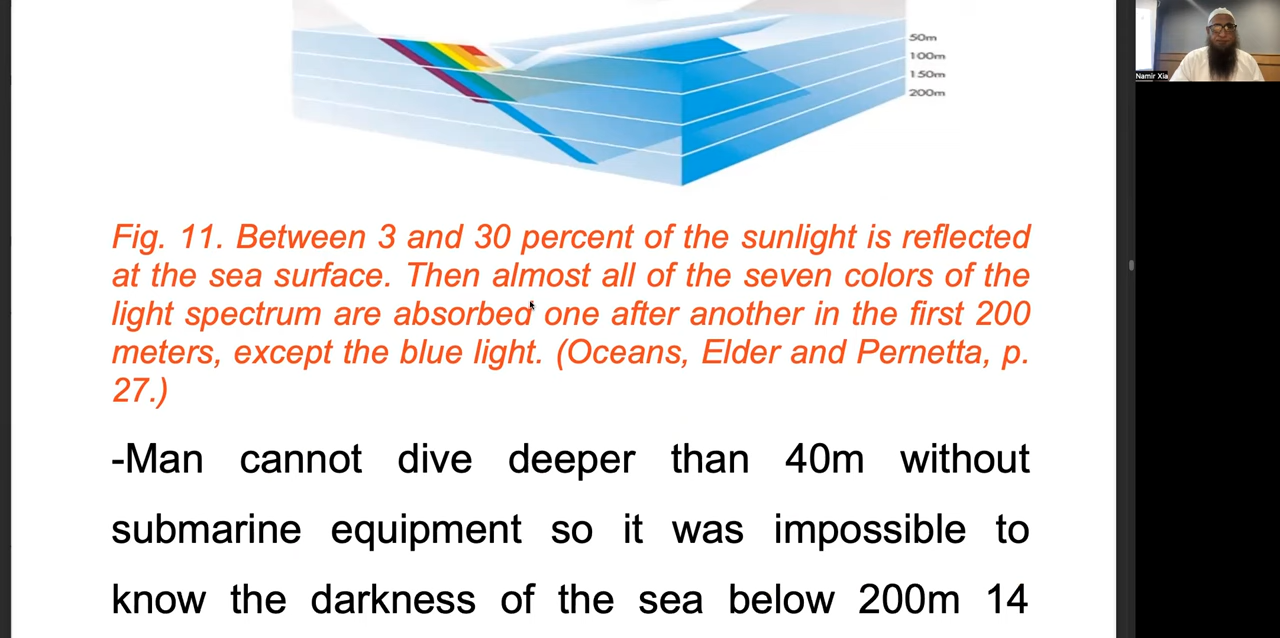 50m
100m
150m
200m
Namir Xia
Fig. 11. Between 3 and 30 percent of the sunlight is reflected
at the sea surface. Then almost all of the seven colors of the
light spectrum are absorbed one after another in the first 200
meters, except the blue light. (Oceans, Elder and Pernetta, p.
27.)
-Man cannot dive deeper than 40m without
submarine equipment so it was impossible to
know the darkness of the sea below 200m 14